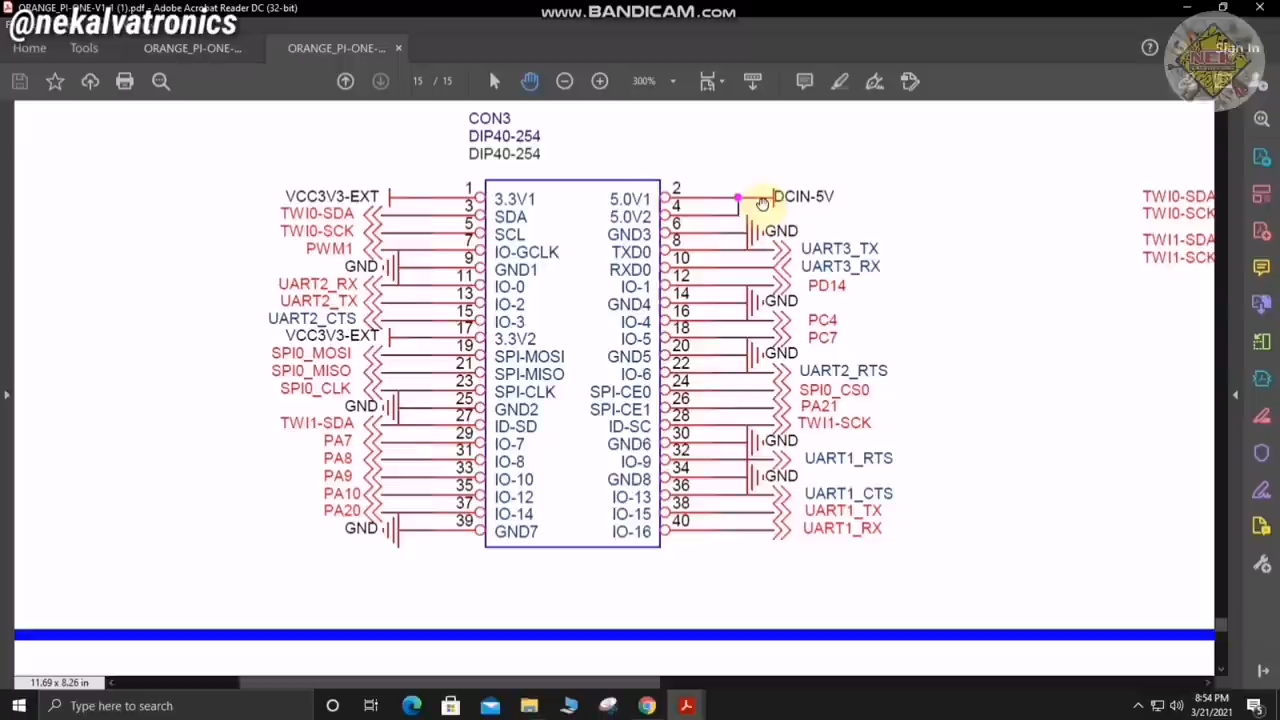 ORANGE_PI-ONE-V1_1 (1).pdf - Adobe Acrobat Reader DC (32-bit)
www.BANDICAM.com
@nekalvatronics
Home Tools ORANGE_PI-ONE-... ORANGE_PI-ONE-... × Sign In
NEK
15 / 15 300%
CON3
DIP40-254
DIP40-254
VCC3V3-EXT 1 3.3V1 5.0V1 2 DCIN-5V TWI0-SDA
TWI0-SDA 3 SDA 5.0V2 4 TWI0-SCK
TWI0-SCK 5 SCL GND3 6 GND
PWM1 7 IO-GCLK TXD0 8 UART3_TX TWI1-SDA
GND 9 GND1 RXD0 10 UART3_RX TWI1-SCK
UART2_RX 11 IO-0 IO-1 12 PD14
UART2_TX 13 IO-2 GND4 14 GND
UART2_CTS 15 IO-3 IO-4 16 PC4
VCC3V3-EXT 17 3.3V2 IO-5 18 PC7
SPI0_MOSI 19 SPI-MOSI GND5 20 GND
SPI0_MISO 21 SPI-MISO IO-6 22 UART2_RTS
SPI0_CLK 23 SPI-CLK SPI-CE0 24 SPI0_CS0
GND 25 GND2 SPI-CE1 26 PA21
TWI1-SDA 27 ID-SD ID-SC 28 TWI1-SCK
PA7 29 IO-7 GND6 30 GND
PA8 31 IO-8 IO-9 32 UART1_RTS
PA9 33 IO-10 GND8 34 GND
PA10 35 IO-12 IO-13 36 UART1_CTS
PA20 37 IO-14 IO-15 38 UART1_TX
GND 39 GND7 IO-16 40 UART1_RX
11.69 x 8.26 in
Type here to search
8:54 PM
3/21/2021
5